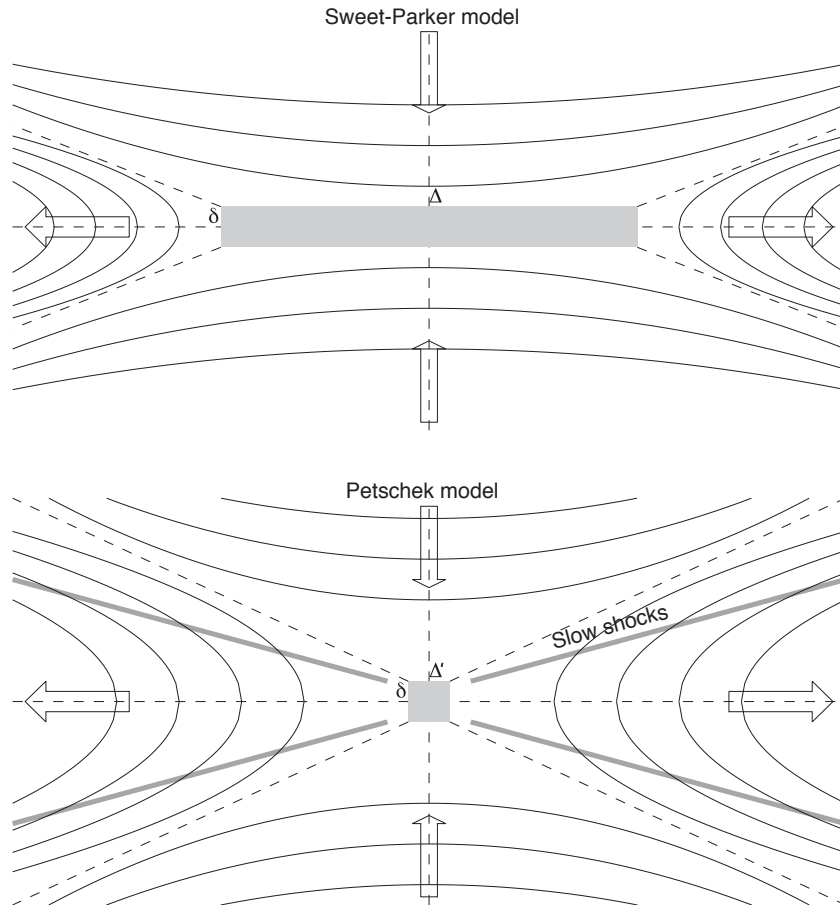 Sweet-Parker model
Δ
δ
Petschek model
Slow shocks
Δ'
δ